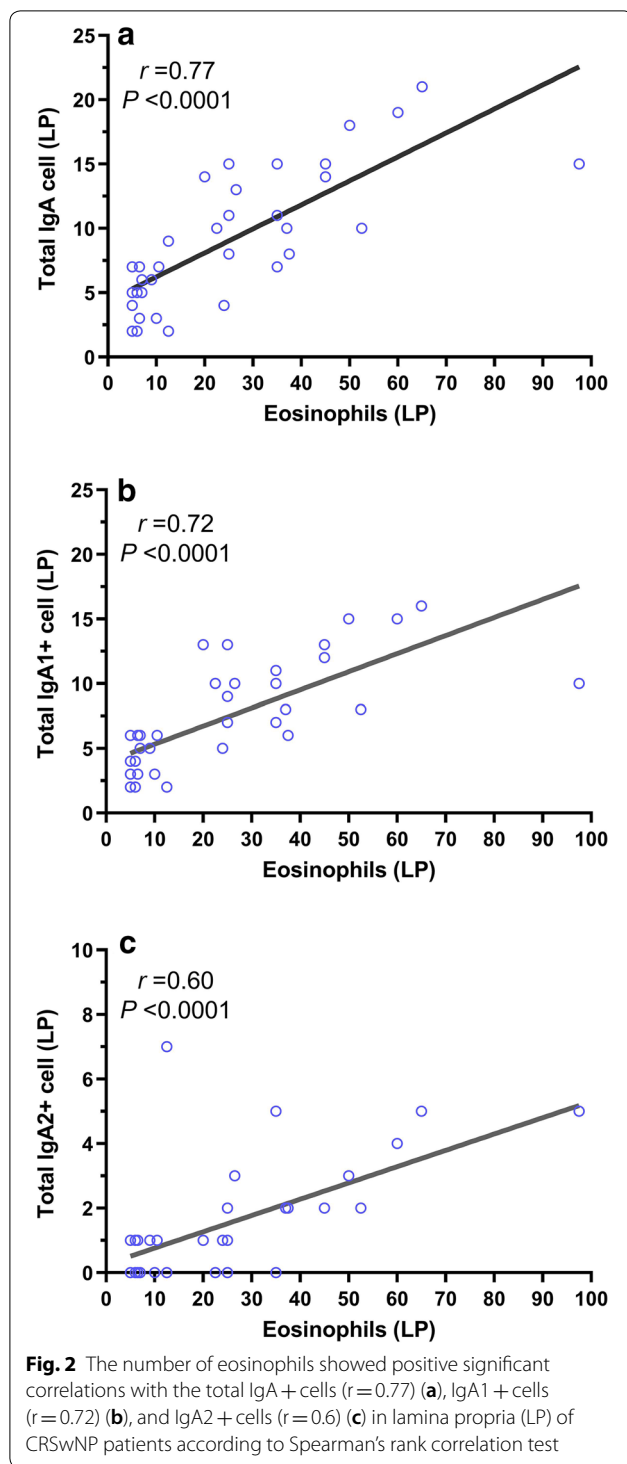 a
r =0.77
P <0.0001
Total IgA cell (LP)
25
20
15
10
5
0
0 10 20 30 40 50 60 70 80 90 100
Eosinophils (LP)
b
r =0.72
P <0.0001
Total IgA1+ cell (LP)
25
20
15
10
5
0
0 10 20 30 40 50 60 70 80 90 100
Eosinophils (LP)
c
r =0.60
P <0.0001
Total IgA2+ cell (LP)
10
8
6
4
2
0
0 10 20 30 40 50 60 70 80 90 100
Eosinophils (LP)
Fig. 2 The number of eosinophils showed positive significant
correlations with the total IgA + cells (r = 0.77) (a), IgA1 + cells
(r = 0.72) (b), and IgA2 + cells (r = 0.6) (c) in lamina propria (LP) of
CRSwNP patients according to Spearman's rank correlation test